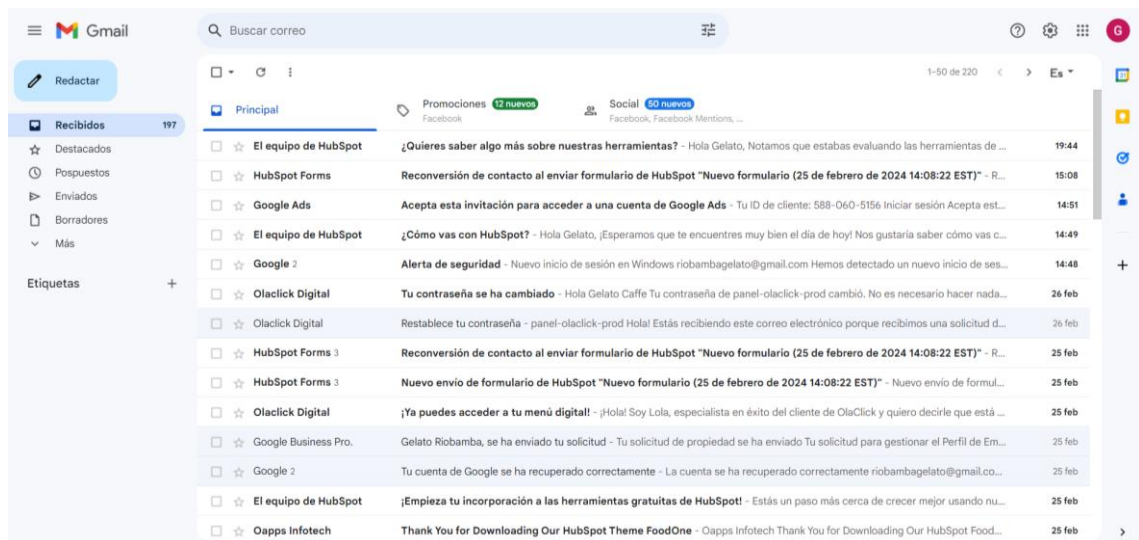 Gmail
Buscar correo
G
Redactar
1–50 de 220
Es
Principal
Promociones 12 nuevos
Facebook
Social 50 nuevos
Facebook, Facebook Mentions, ...
Recibidos 197
Destacados
Pospuestos
Enviados
Borradores
Más
Etiquetas
El equipo de HubSpot ¿Quieres saber algo más sobre nuestras herramientas? - Hola Gelato, Notamos que estabas evaluando las herramientas de ... 19:44
HubSpot Forms Reconversión de contacto al enviar formulario de HubSpot "Nuevo formulario (25 de febrero de 2024 14:08:22 EST)" - R... 15:08
Google Ads Acepta esta invitación para acceder a una cuenta de Google Ads - Tu ID de cliente: 588-060-5156 Iniciar sesión Acepta est... 14:51
El equipo de HubSpot ¿Cómo vas con HubSpot? - Hola Gelato, ¡Esperamos que te encuentres muy bien el día de hoy! Nos gustaría saber cómo vas c... 14:49
Google 2 Alerta de seguridad - Nuevo inicio de sesión en Windows riobambagelato@gmail.com Hemos detectado un nuevo inicio de ses... 14:48
Olaclick Digital Tu contraseña se ha cambiado - Hola Gelato Caffe Tu contraseña de panel-olaclick-prod cambió. No es necesario hacer nada... 26 feb
Olaclick Digital Restablece tu contraseña - panel-olaclick-prod Hola! Estás recibiendo este correo electrónico porque recibimos una solicitud d... 26 feb
HubSpot Forms 3 Reconversión de contacto al enviar formulario de HubSpot "Nuevo formulario (25 de febrero de 2024 14:08:22 EST)" - R... 25 feb
HubSpot Forms 3 Nuevo envío de formulario de HubSpot "Nuevo formulario (25 de febrero de 2024 14:08:22 EST)" - Nuevo envío de formul... 25 feb
Olaclick Digital ¡Ya puedes acceder a tu menú digital! - ¡Hola! Soy Lola, especialista en éxito del cliente de OlaClick y quiero decirle que está ... 25 feb
Google Business Pro. Gelato Riobamba, se ha enviado tu solicitud - Tu solicitud de propiedad se ha enviado Tu solicitud para gestionar el Perfil de Em... 25 feb
Google 2 Tu cuenta de Google se ha recuperado correctamente - La cuenta se ha recuperado correctamente riobambagelato@gmail.co... 25 feb
El equipo de HubSpot ¡Empieza tu incorporación a las herramientas gratuitas de HubSpot! - Estás un paso más cerca de crecer mejor usando nu... 25 feb
Oapps Infotech Thank You for Downloading Our HubSpot Theme FoodOne - Oapps Infotech Thank You for Downloading Our HubSpot Food... 25 feb